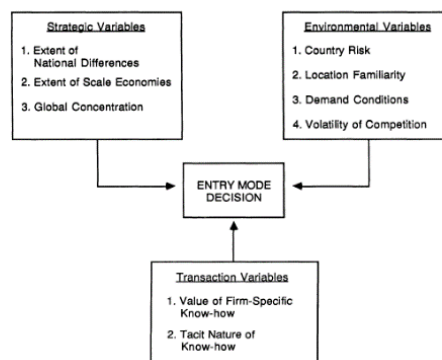 Strategic Variables
1. Extent of
National Differences
2. Extent of Scale Economies
3. Global Concentration
Environmental Variables
1. Country Risk
2. Location Familiarity
3. Demand Conditions
4. Volatility of Competition
ENTRY MODE
DECISION
Transaction Variables
1. Value of Firm-Specific
Know-how
2. Tacit Nature of
Know-how